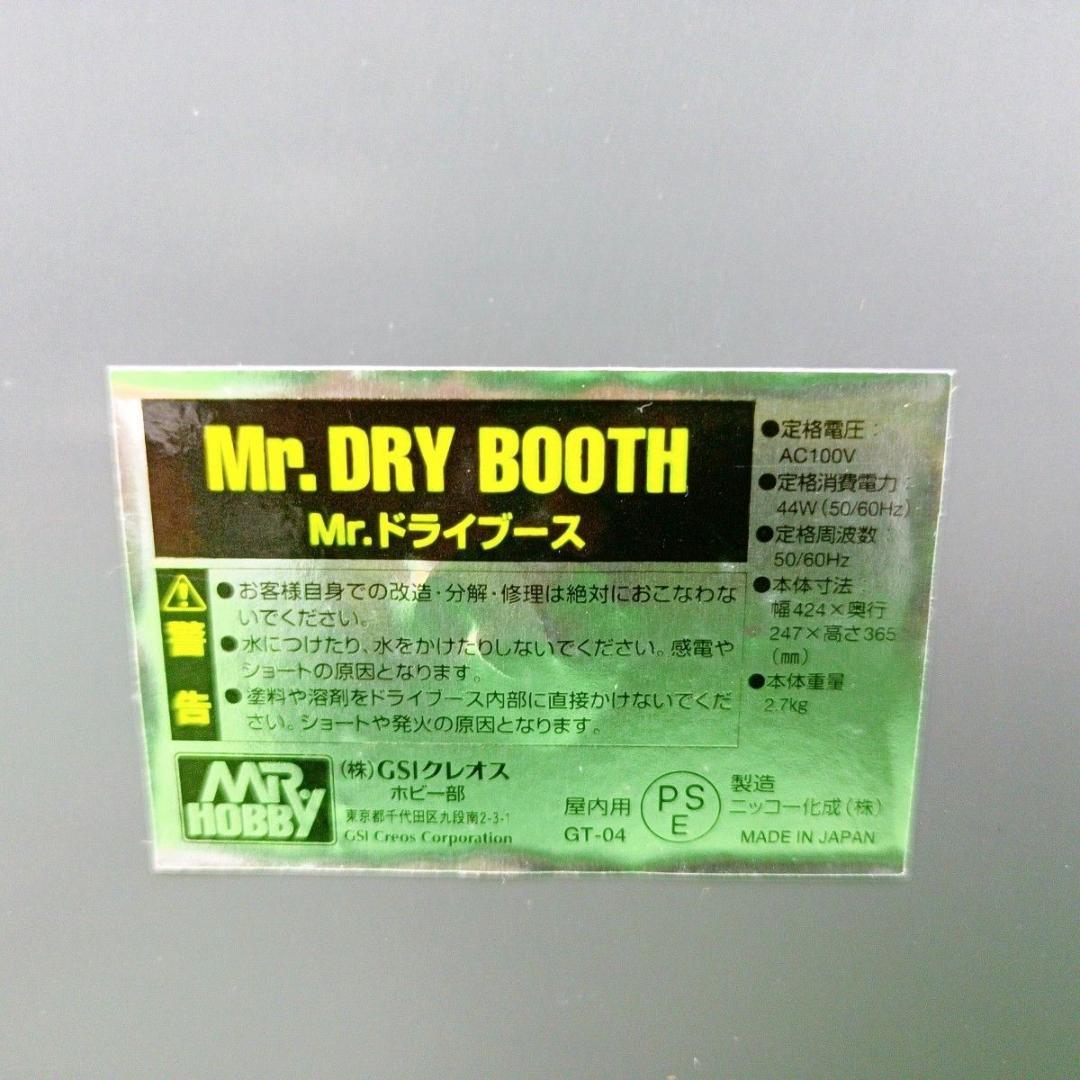 Mr. DRY BOOTH
Mr.ドライブース
警告
●お客様自身での改造・分解・修理は絶対におこなわな
いでください。
●水につけたり、水をかけたりしないでください。感電や
ショートの原因となります。
●塗料や溶剤をドライブース内部に直接かけないでくだ
さい。ショートや発火の原因となります。
●定格電圧:
AC100V
●定格消費電力:
44W(50/60Hz)
●定格周波数:
50/60Hz
●本体寸法:
幅424×奥行
247×高さ365
(㎜)
●本体重量
2.7kg
MR.HOBBY
(株)GSIクレオス
ホビー部
東京都千代田区九段南2-3-1
GSI Creos Corporation
屋内用
GT-04
PS
E
製造
ニッコー化成(株)
MADE IN JAPAN